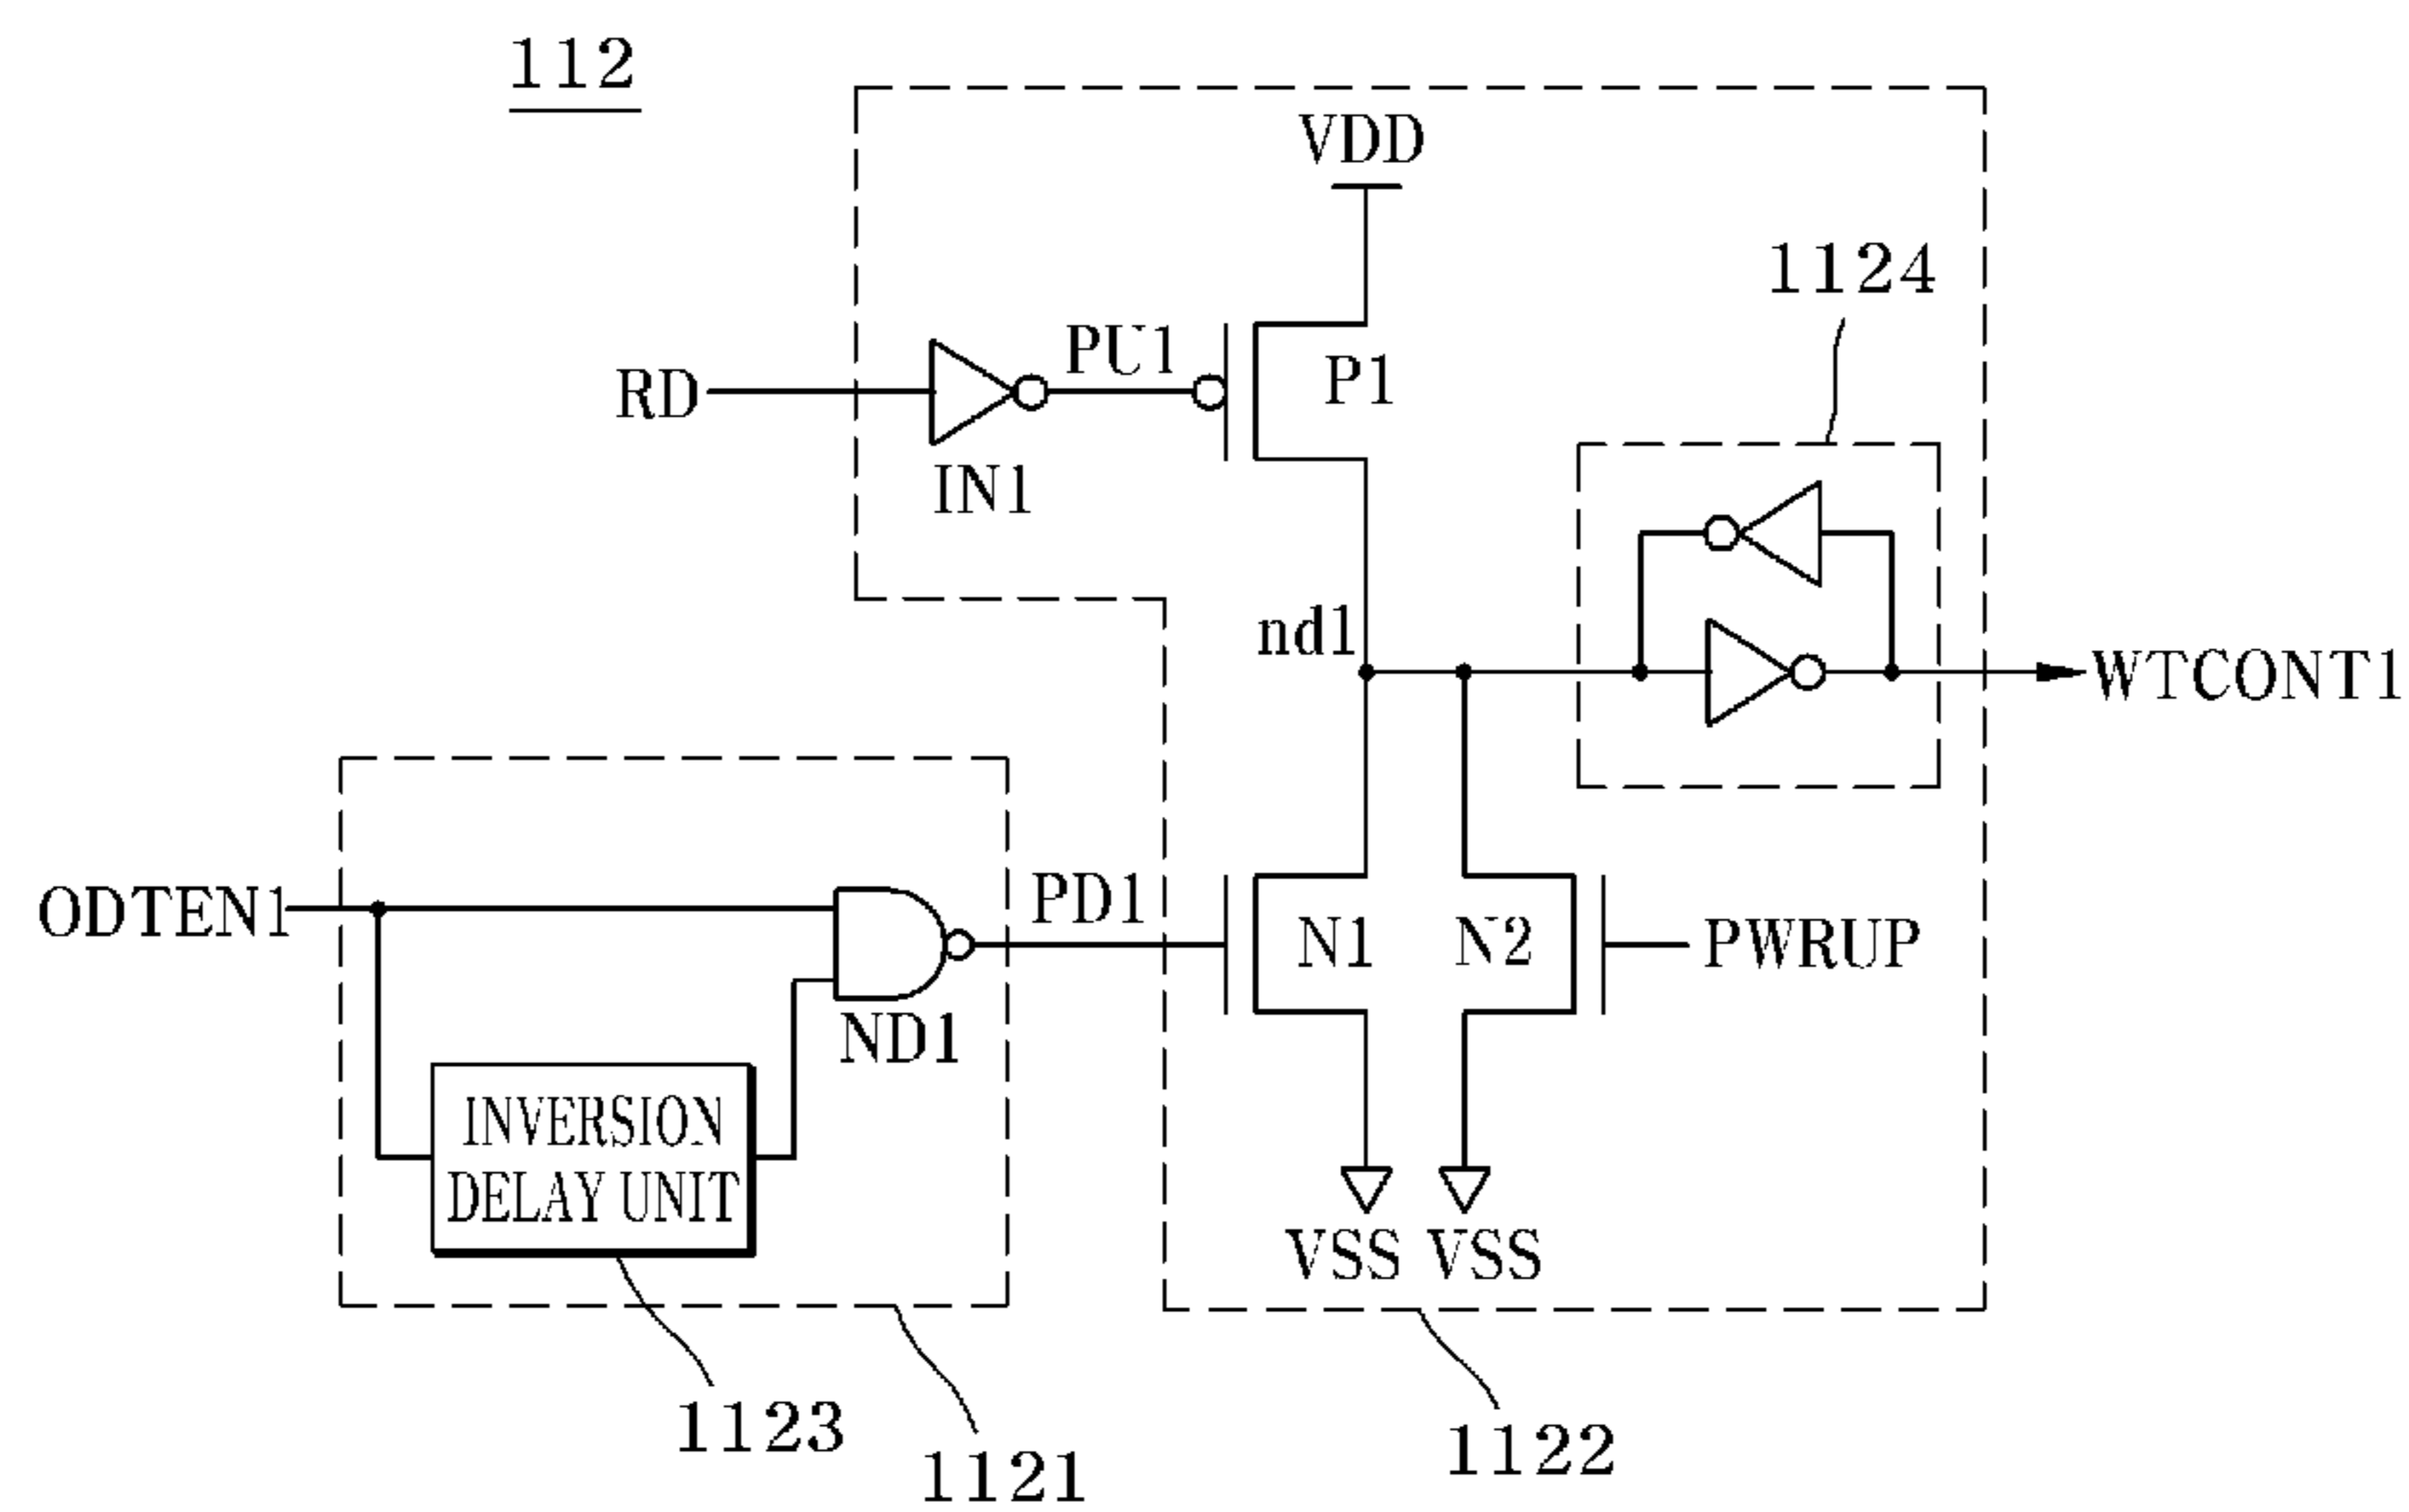 112
VDD
1124
RD
PU1
P1
IN1
nd1
WTCONT1
ODTEN1
PD1
N1
N2
PWRUP
ND1
INVERSION
DELAY UNIT
VSS
VSS
1123
1121
1122